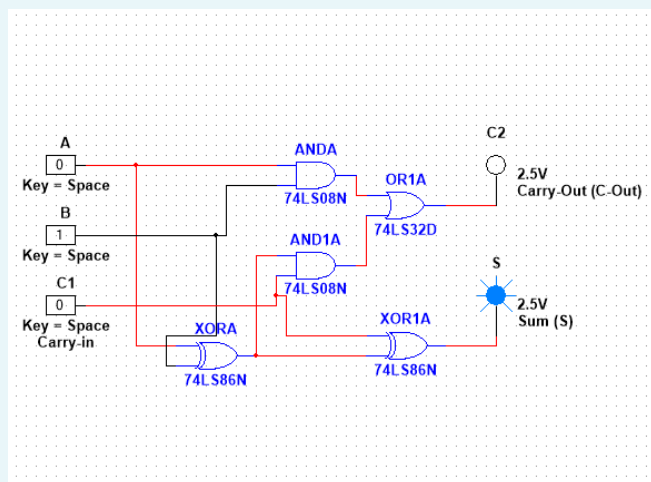 A
0
Key = Space
B
1
Key = Space
C1
0
Key = Space
Carry-in
ANDA
74LS08N
OR1A
74LS32D
AND1A
74LS08N
XORA
74LS86N
XOR1A
74LS86N
C2
2.5V
Carry-Out (C-Out)
S
2.5V
Sum (S)